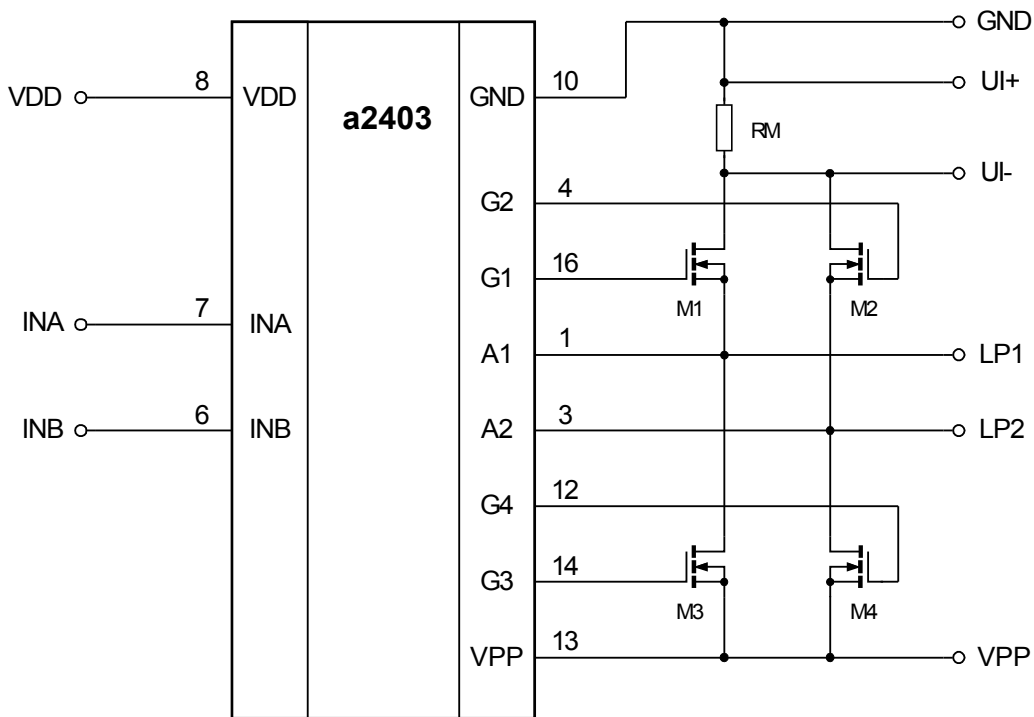 GND
VDD
8
VDD
a2403
GND
10
UI+
RM
UI-
G2
4
G1
16
M1
M2
INA
7
INA
A1
1
LP1
INB
6
INB
A2
3
LP2
G4
12
G3
14
M3
M4
VPP
13
VPP